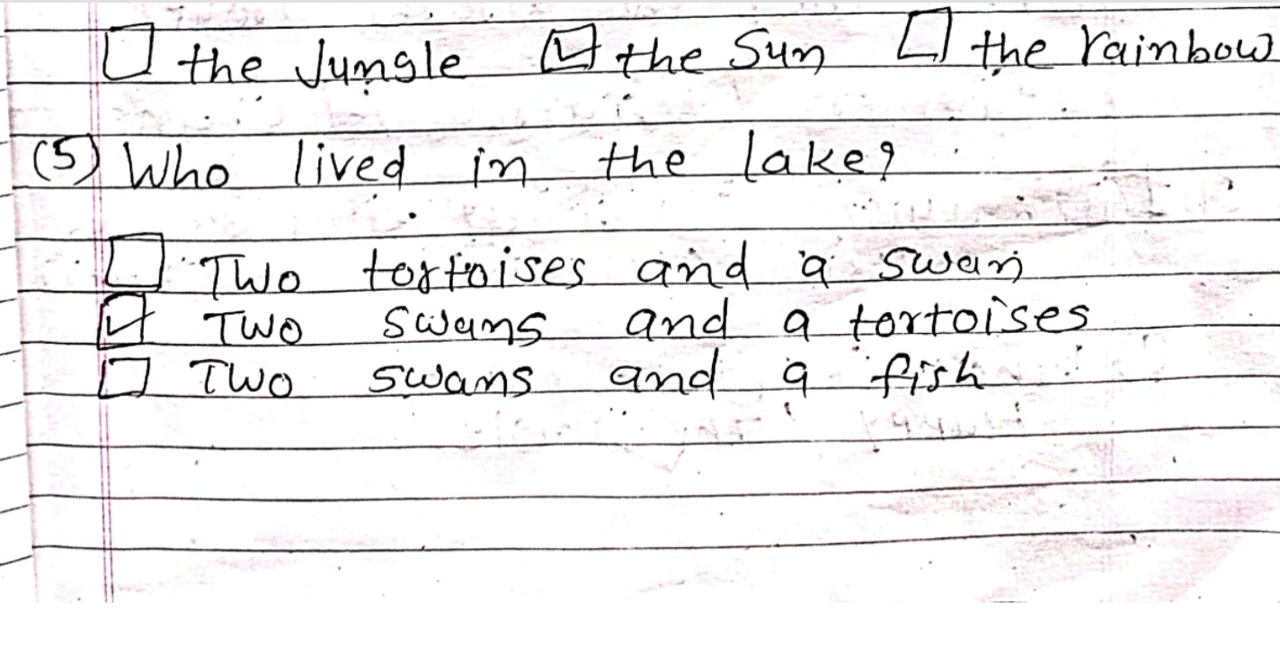 ☐ the Jungle ☑ the Sun ☐ the rainbow
(5) Who lived in the lake?
☐ Two tortoises and a swan
☑ Two swans and a tortoises
☐ Two swans and a fish